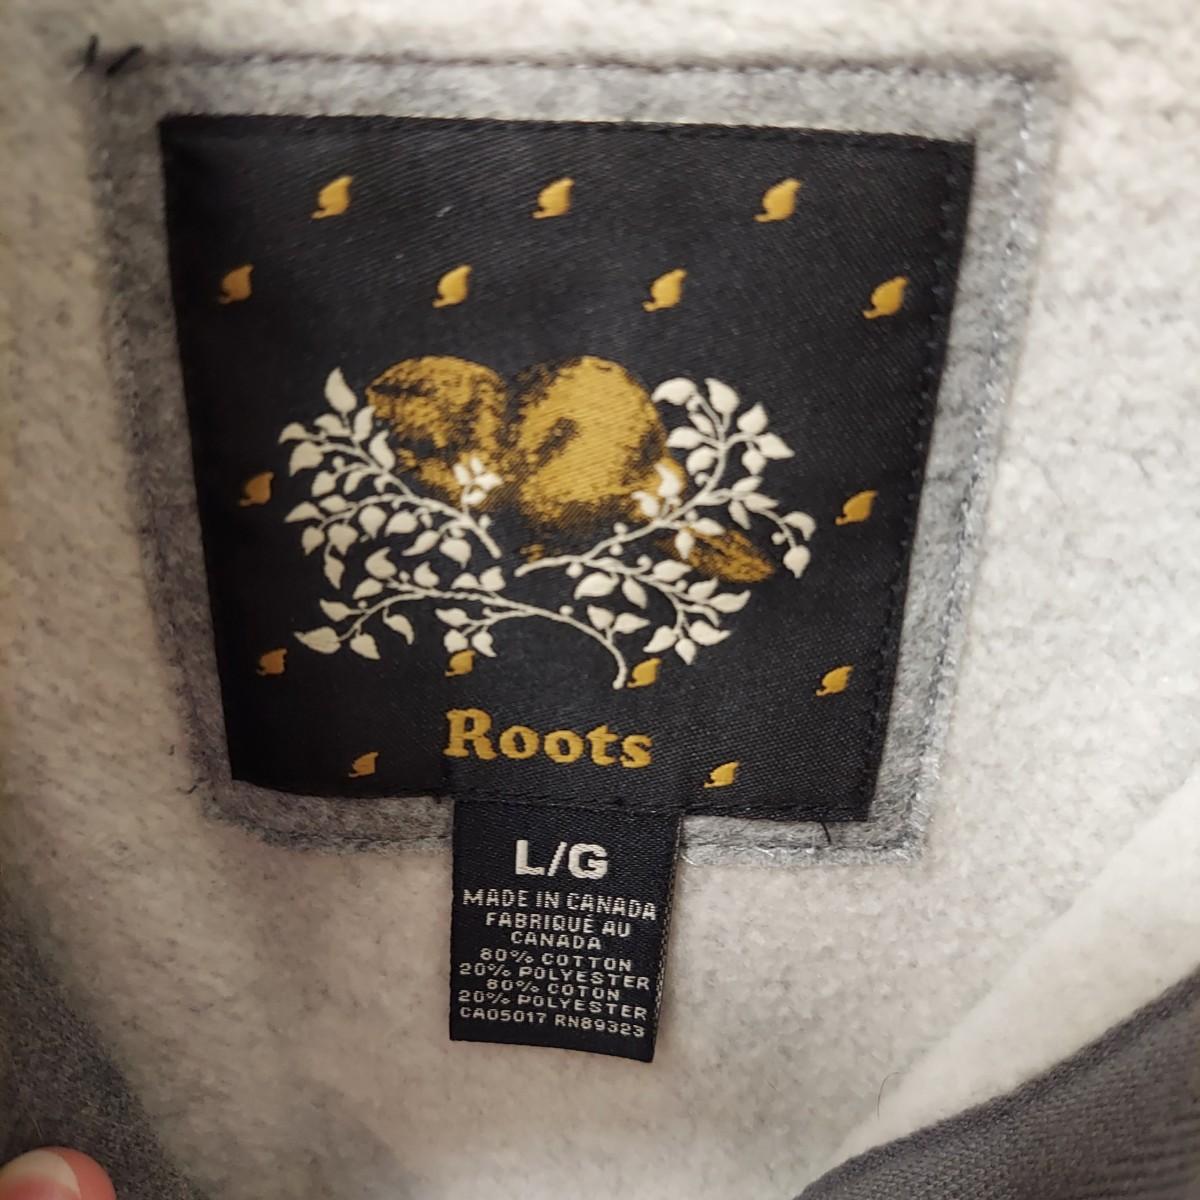 Roots
L/G
MADE IN CANADA
FABRIQUÉ AU
CANADA
80% COTTON
20% POLYESTER
80% COTON
20% POLYESTER
CA05017 RN89323